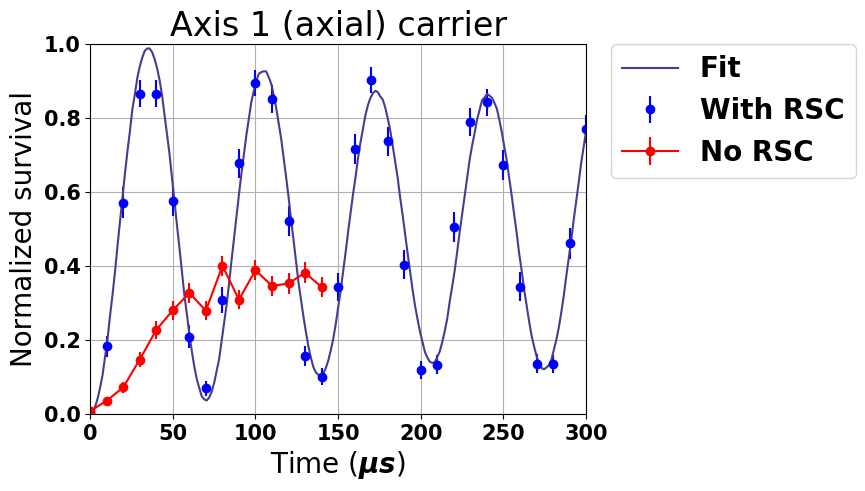 Axis 1 (axial) carrier
Normalized survival
1.0
0.8
0.6
0.4
0.2
0.0
0 50 100 150 200 250 300
Time (μs)
Fit
With RSC
No RSC